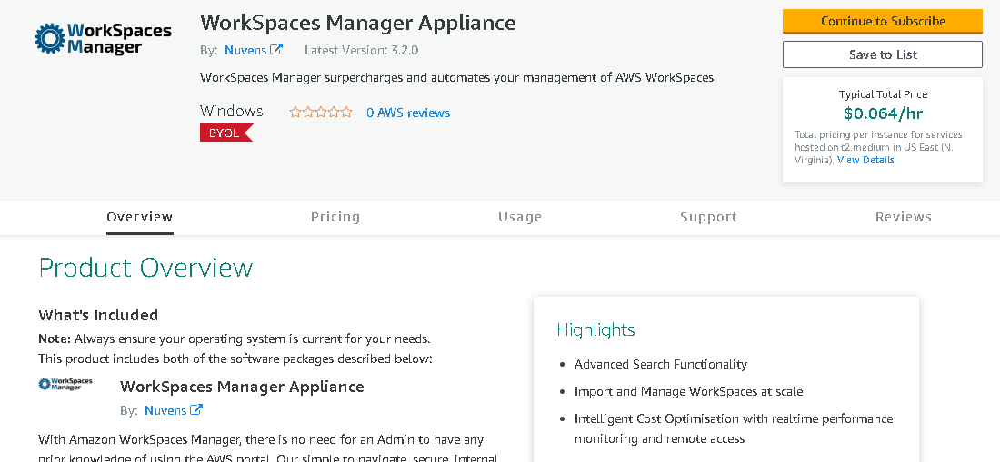 WorkSpaces
Manager
WorkSpaces Manager Appliance
By: Nuvens Latest Version: 3.2.0
WorkSpaces Manager surpercharges and automates your management of AWS WorkSpaces
Windows
0 AWS reviews
BYOL
Continue to Subscribe
Save to List
Typical Total Price
$0.064/hr
Total pricing per instance for services
hosted on t2.medium in US East (N.
Virginia). View Details
Overview Pricing Usage Support Reviews
Product Overview
What's Included
Note: Always ensure your operating system is current for your needs.
This product includes both of the software packages described below:
WorkSpaces
Manager
WorkSpaces Manager Appliance
By: Nuvens
With Amazon WorkSpaces Manager, there is no need for an Admin to have any
prior knowledge of using the AWS portal. Our simple to navigate, secure, internal
Highlights
• Advanced Search Functionality
• Import and Manage WorkSpaces at scale
• Intelligent Cost Optimisation with realtime performance
monitoring and remote access